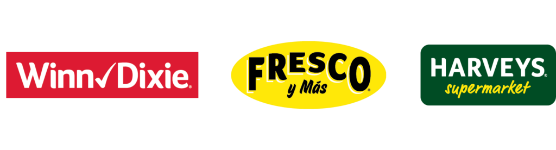 Winn✓Dixie®
FRESCO
y Más®
HARVEYS®
supermarket